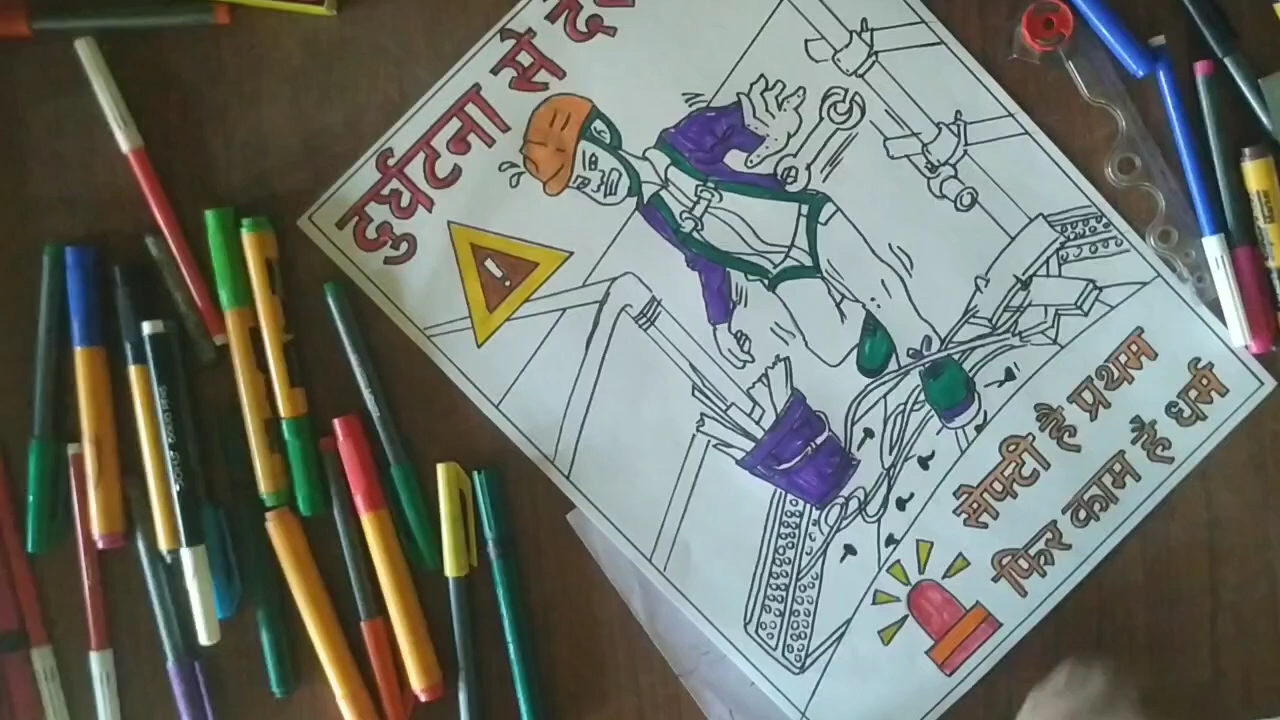 दुर्घटना से
!
सेफ्टी है प्रथम
फिर काम है धर्म